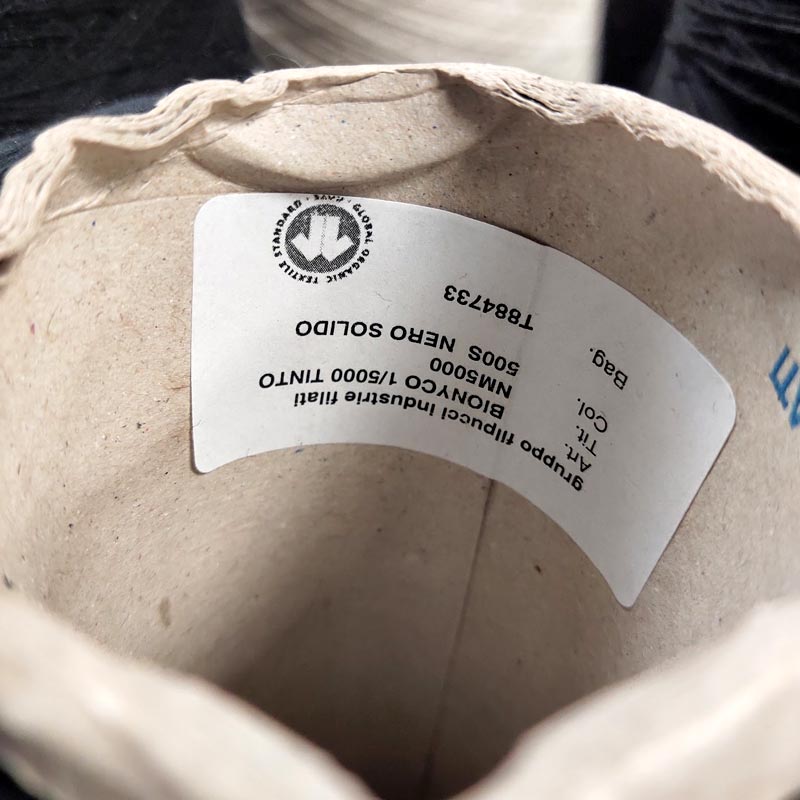 gruppo filpucci industrie filati
Art. BIONYCO 1/5000 TINTO
Tit. NM5000
Col. 500S NERO SOLIDO
Bag. T884733
GLOBAL ORGANIC TEXTILE STANDARD · GOTS ·